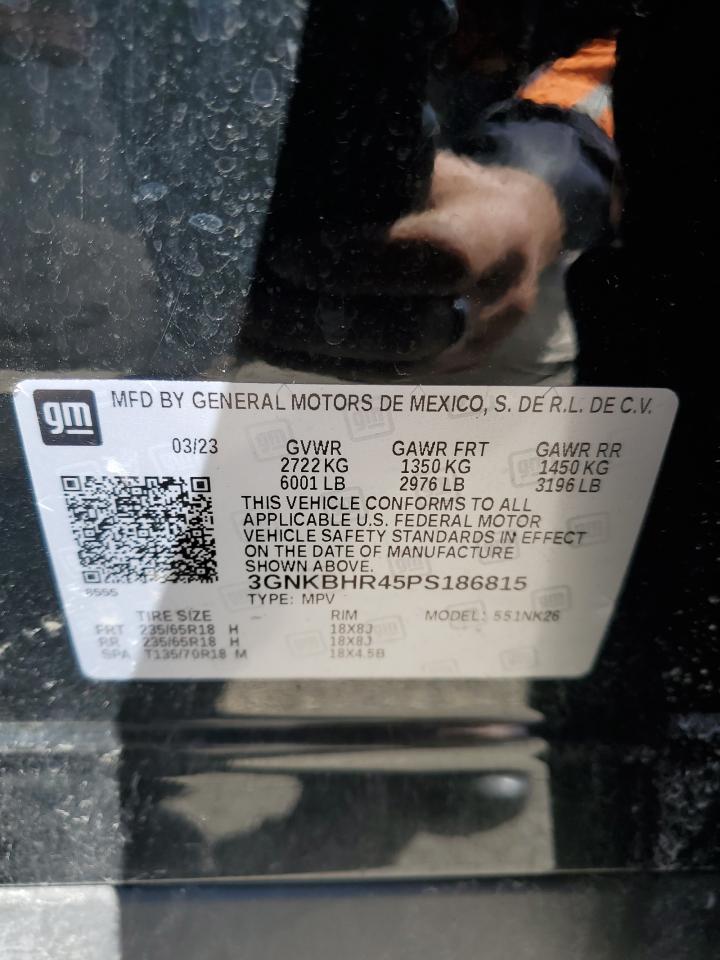 gm MFD BY GENERAL MOTORS DE MEXICO, S. DE R.L. DE C.V.
03/23 GVWR GAWR FRT GAWR RR
2722 KG 1350 KG 1450 KG
6001 LB 2976 LB 3196 LB
THIS VEHICLE CONFORMS TO ALL
APPLICABLE U.S. FEDERAL MOTOR
VEHICLE SAFETY STANDARDS IN EFFECT
ON THE DATE OF MANUFACTURE
SHOWN ABOVE.
3GNKBHR45PS186815
TYPE: MPV
TIRE SIZE RIM MODEL: 551NK26
FRT 235/65R18 H 18X8J
RR 235/65R18 H 18X8J
SPA T135/70R18 M 18X4.5B